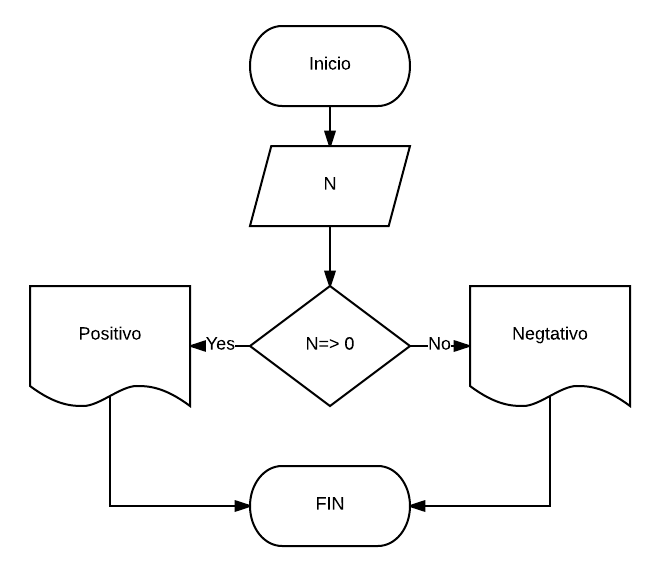 Inicio
N
Positivo
Yes
N=> 0
No
Negtativo
FIN